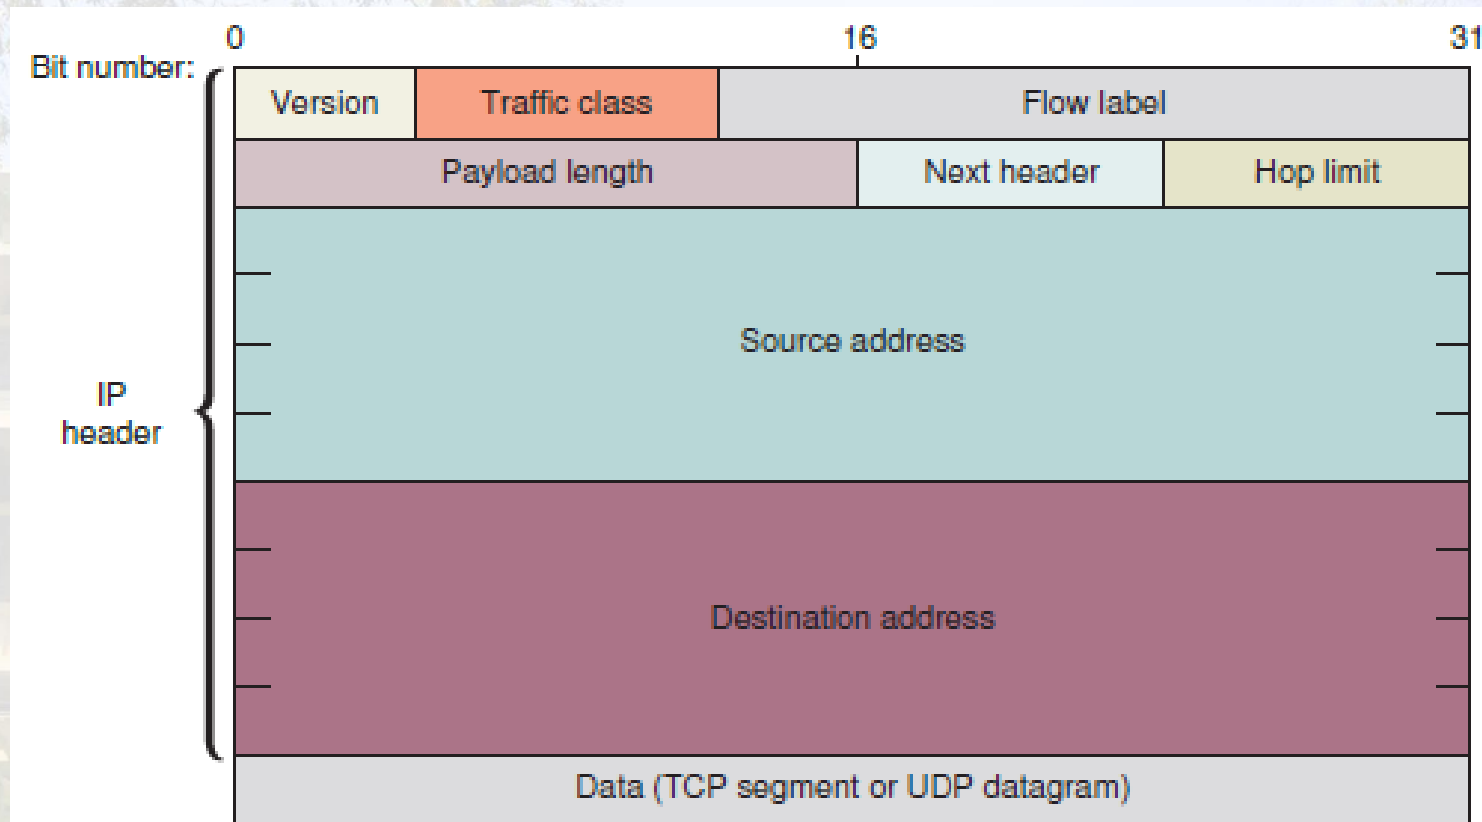 0 16 31
Bit number:
Version Traffic class Flow label
Payload length Next header Hop limit
Source address
IP
header
Destination address
Data (TCP segment or UDP datagram)